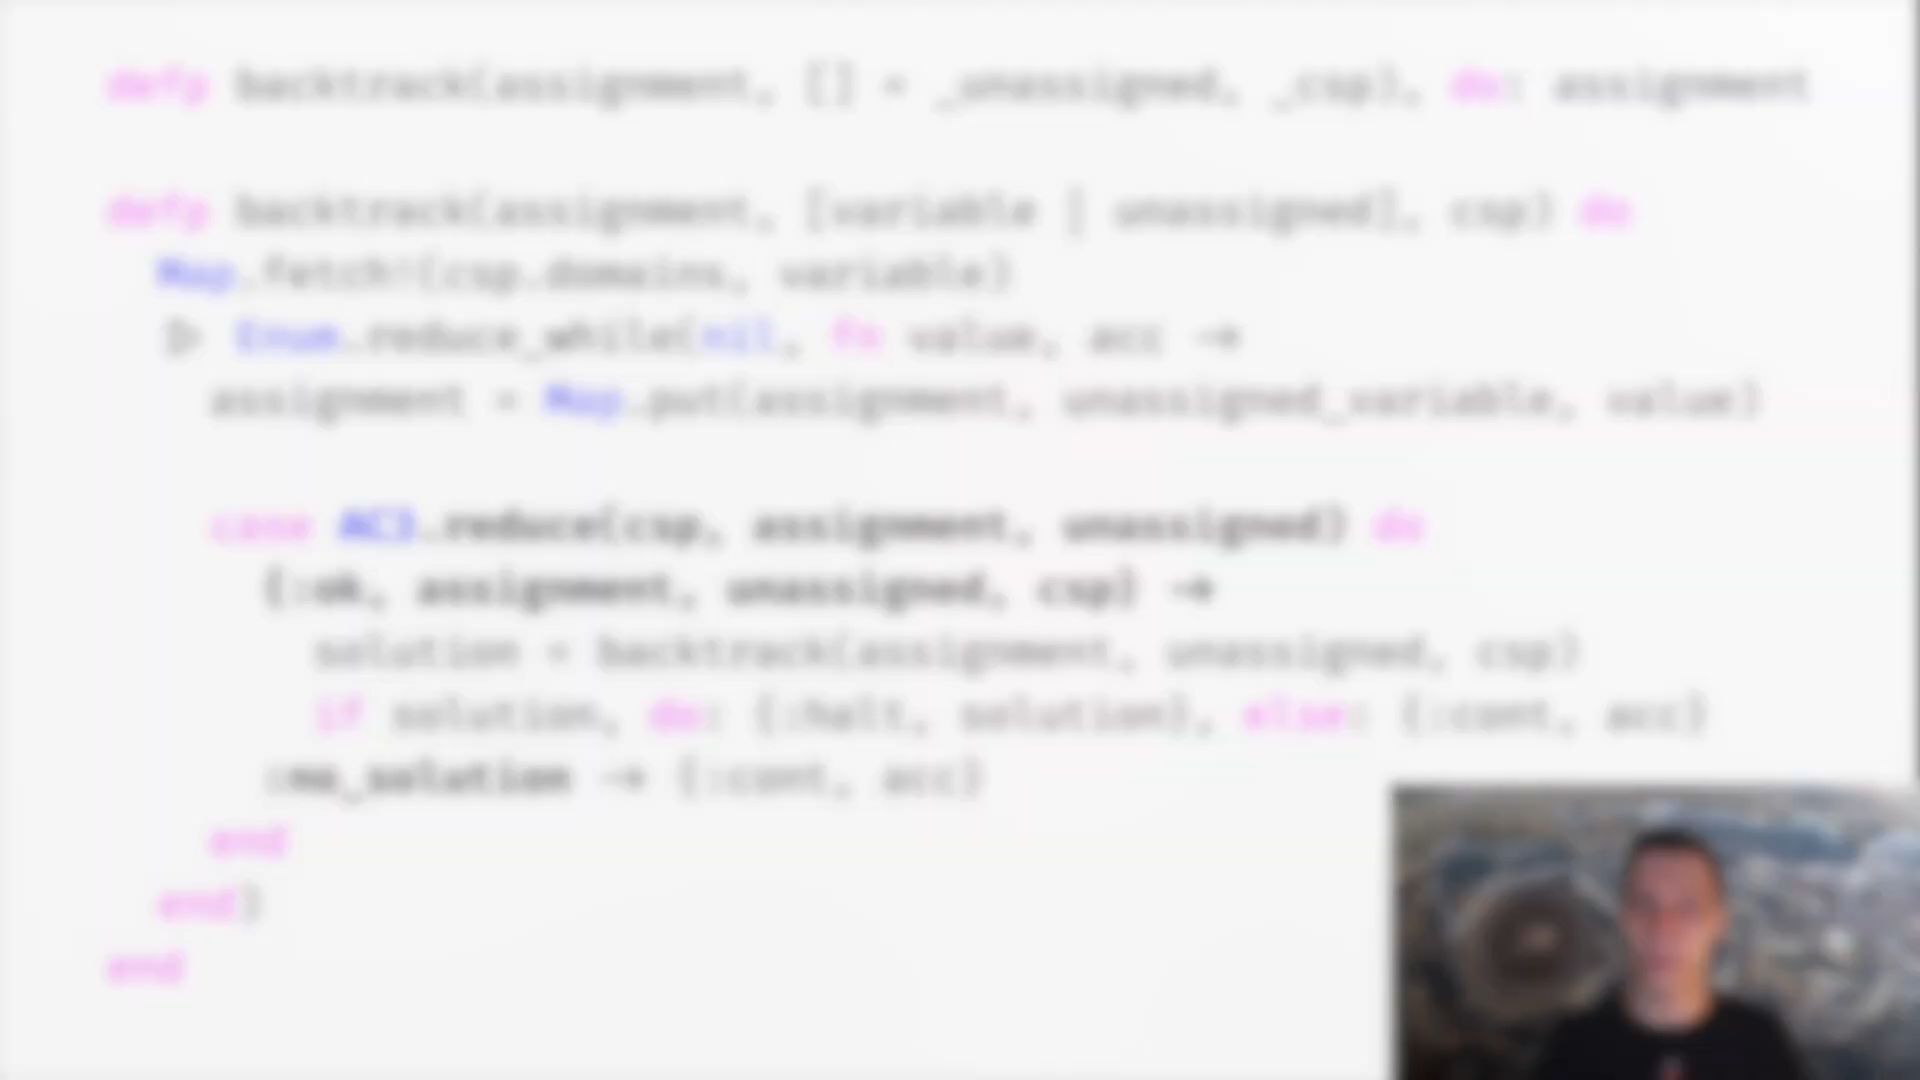 defp backtrack(assignment, [] = _unassigned, _csp), do: assignment
defp backtrack(assignment, [variable | unassigned], csp) do
Map.fetch!(csp.domains, variable)
|> Enum.reduce_while(nil, fn value, acc ->
assignment = Map.put(assignment, unassigned_variable, value)
case AC3.reduce(csp, assignment, unassigned) do
{:ok, assignment, unassigned, csp} ->
solution = backtrack(assignment, unassigned, csp)
if solution, do: {:halt, solution}, else: {:cont, acc}
:no_solution -> {:cont, acc}
end
end)
end